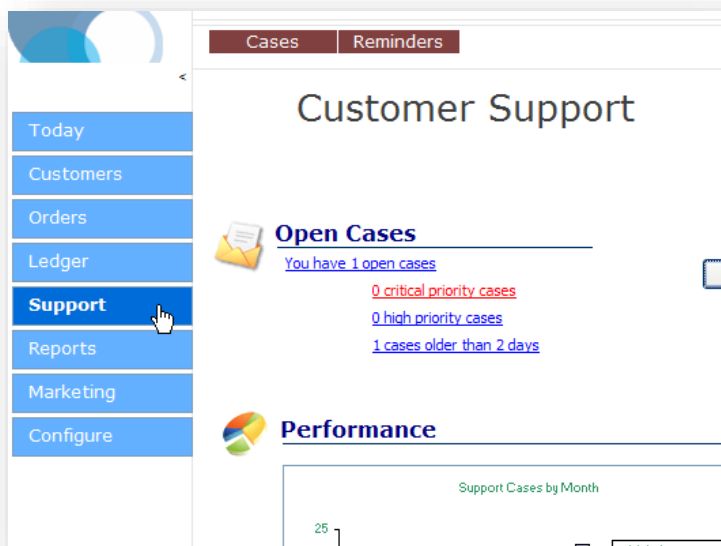 Cases
Reminders
<
Today
Customers
Orders
Ledger
Support
Reports
Marketing
Configure
Customer Support
Open Cases
You have 1 open cases
0 critical priority cases
0 high priority cases
1 cases older than 2 days
Performance
Support Cases by Month
25